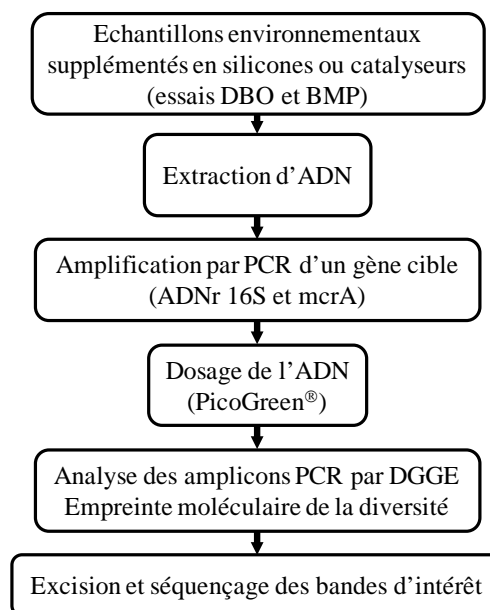 Echantillons environnementaux
supplémentés en silicones ou catalyseurs
(essais DBO et BMP)
Extraction d’ADN
Amplification par PCR d’un gène cible
(ADNr 16S et mcrA)
Dosage de l’ADN
(PicoGreen®)
Analyse des amplicons PCR par DGGE
Empreinte moléculaire de la diversité
Excision et séquençage des bandes d’intérêt